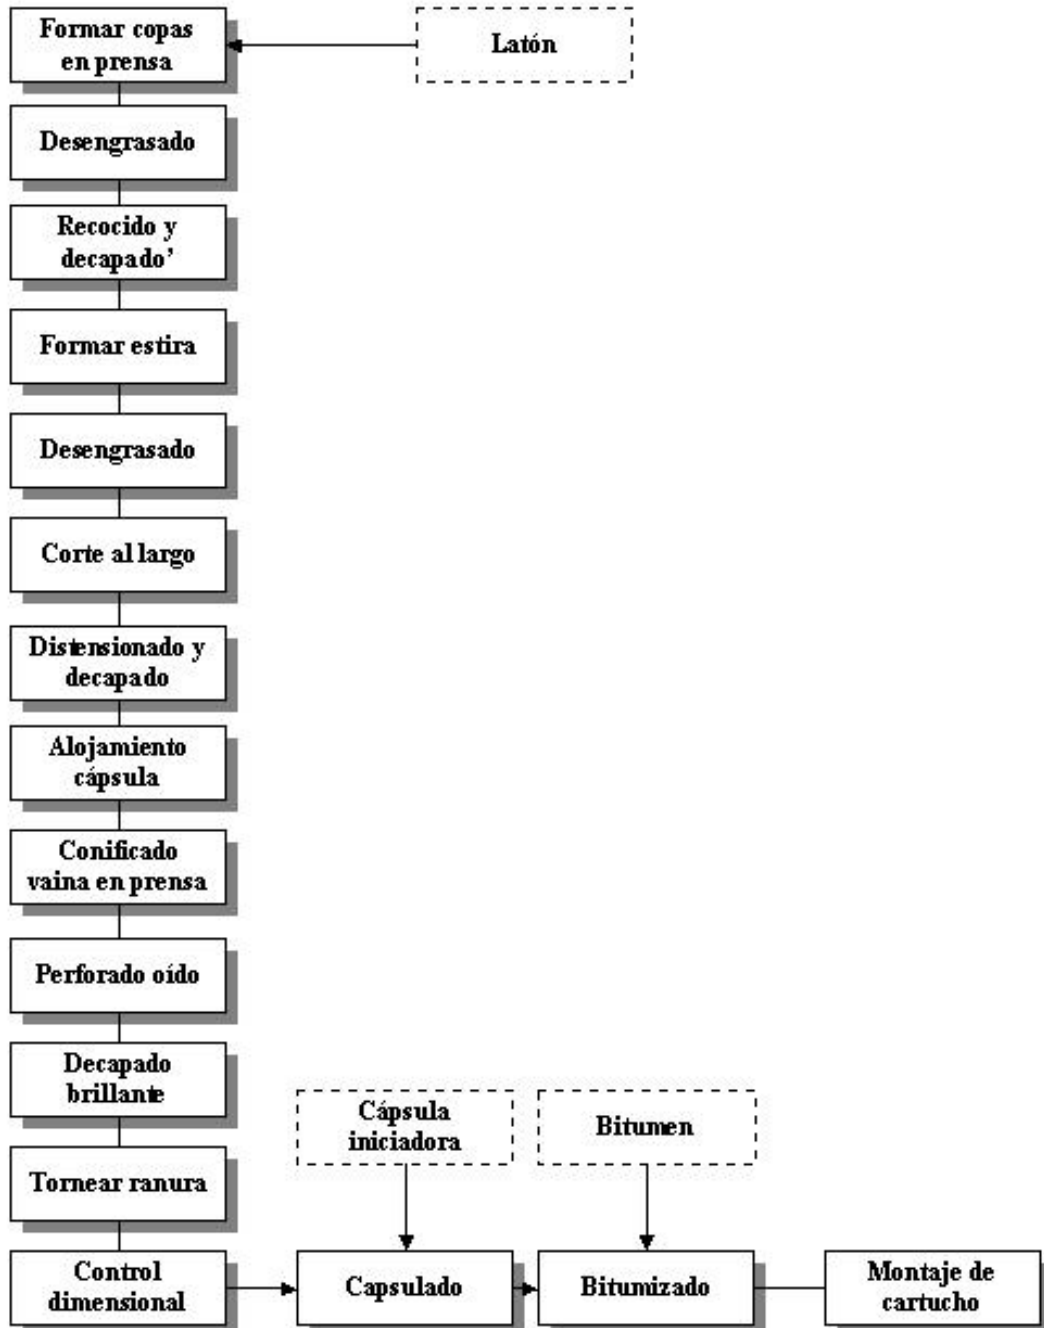 Formar copas
en prensa
Latón
Desengrasado
Recocido y
decapado’
Formar estira
Desengrasado
Corte al largo
Distensionado y
decapado
Alojamiento
cápsula
Conificado
vaina en prensa
Perforado oído
Decapado
brillante
Cápsula
iniciadora
Bitumen
Tornear ranura
Control
dimensional
Capsulado
Bitumizado
Montaje de
cartucho